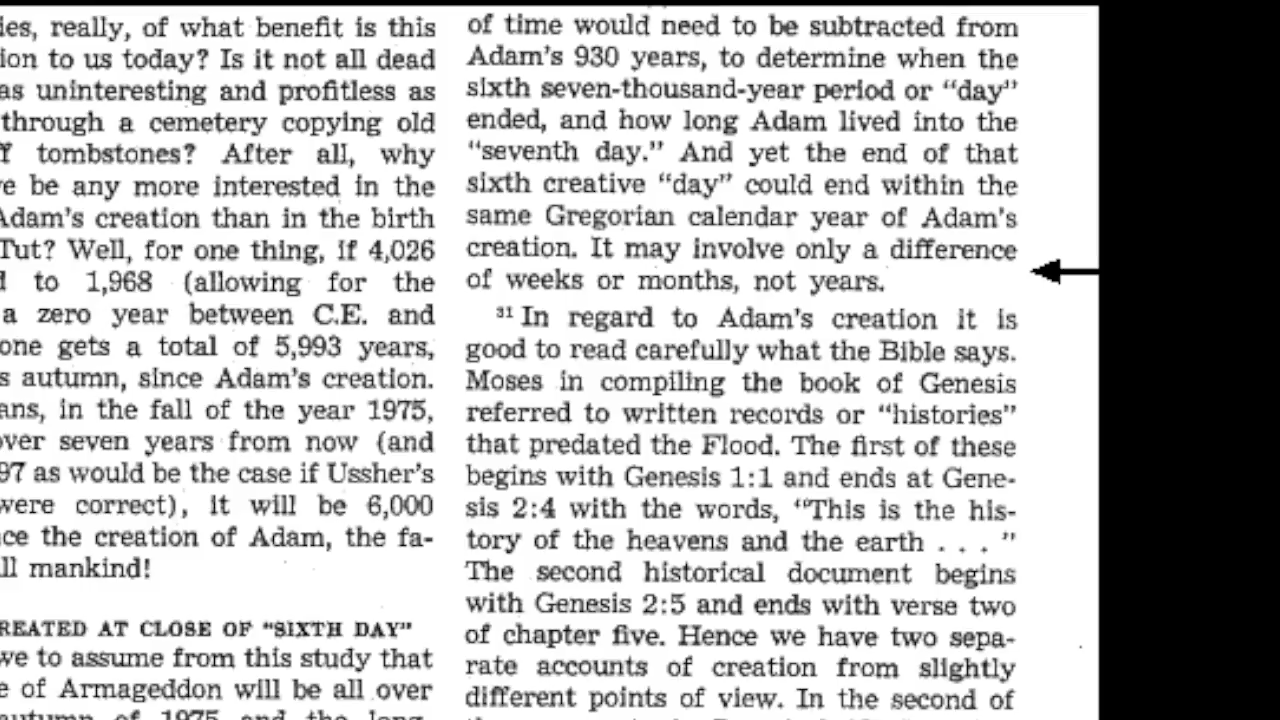 ies, really, of what benefit is this
ion to us today? Is it not all dead
as uninteresting and profitless as
through a cemetery copying old
f tombstones? After all, why
e be any more interested in the
Adam's creation than in the birth
Tut? Well, for one thing, if 4,026
d to 1,968 (allowing for the
a zero year between C.E. and
one gets a total of 5,993 years,
s autumn, since Adam's creation.
ans, in the fall of the year 1975,
over seven years from now (and
97 as would be the case if Ussher's
were correct), it will be 6,000
ce the creation of Adam, the fa-
ll mankind!
REATED AT CLOSE OF "SIXTH DAY"
we to assume from this study that
e of Armageddon will be all over
autumn of 1975 and the long-
of time would need to be subtracted from
Adam's 930 years, to determine when the
sixth seven-thousand-year period or "day"
ended, and how long Adam lived into the
"seventh day." And yet the end of that
sixth creative "day" could end within the
same Gregorian calendar year of Adam's
creation. It may involve only a difference
of weeks or months, not years.
31 In regard to Adam's creation it is
good to read carefully what the Bible says.
Moses in compiling the book of Genesis
referred to written records or "histories"
that predated the Flood. The first of these
begins with Genesis 1:1 and ends at Gene-
sis 2:4 with the words, "This is the his-
tory of the heavens and the earth . . . "
The second historical document begins
with Genesis 2:5 and ends with verse two
of chapter five. Hence we have two sepa-
rate accounts of creation from slightly
different points of view. In the second of